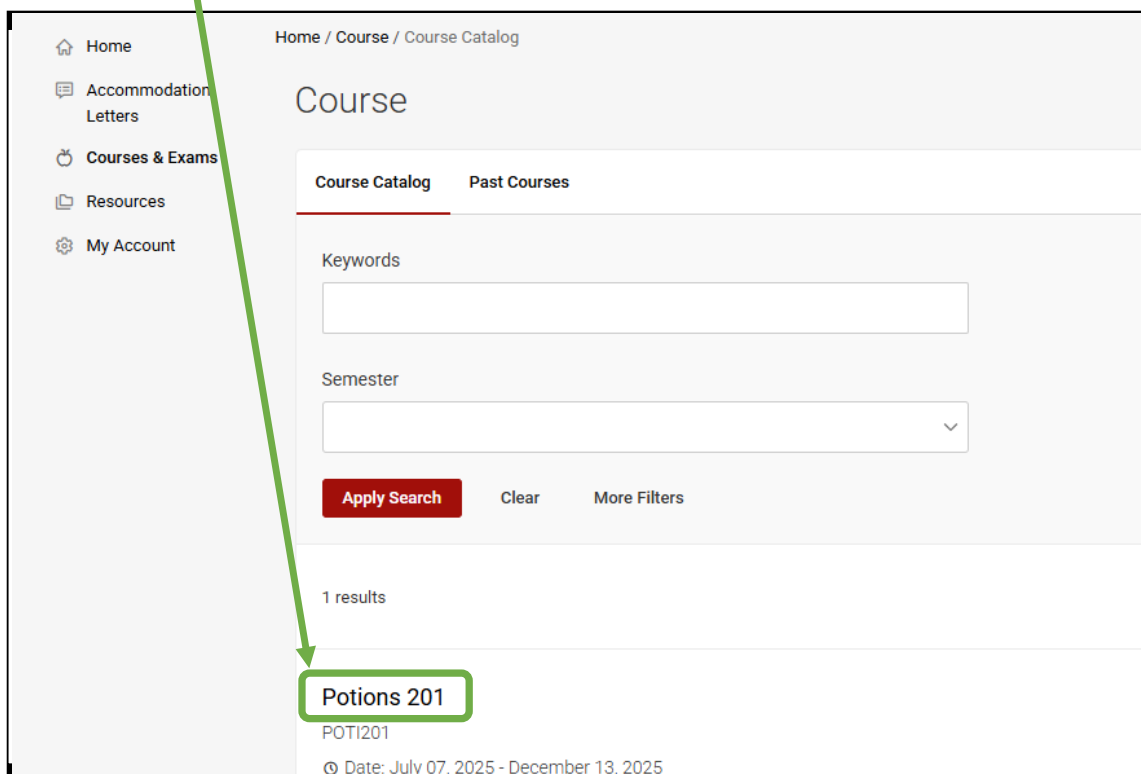 Home
Accommodation
Letters
Courses & Exams
Resources
My Account
Home / Course / Course Catalog
Course
Course Catalog
Past Courses
Keywords
Semester
Apply Search
Clear
More Filters
1 results
Potions 201
POTI201
Date: July 07, 2025 - December 13, 2025